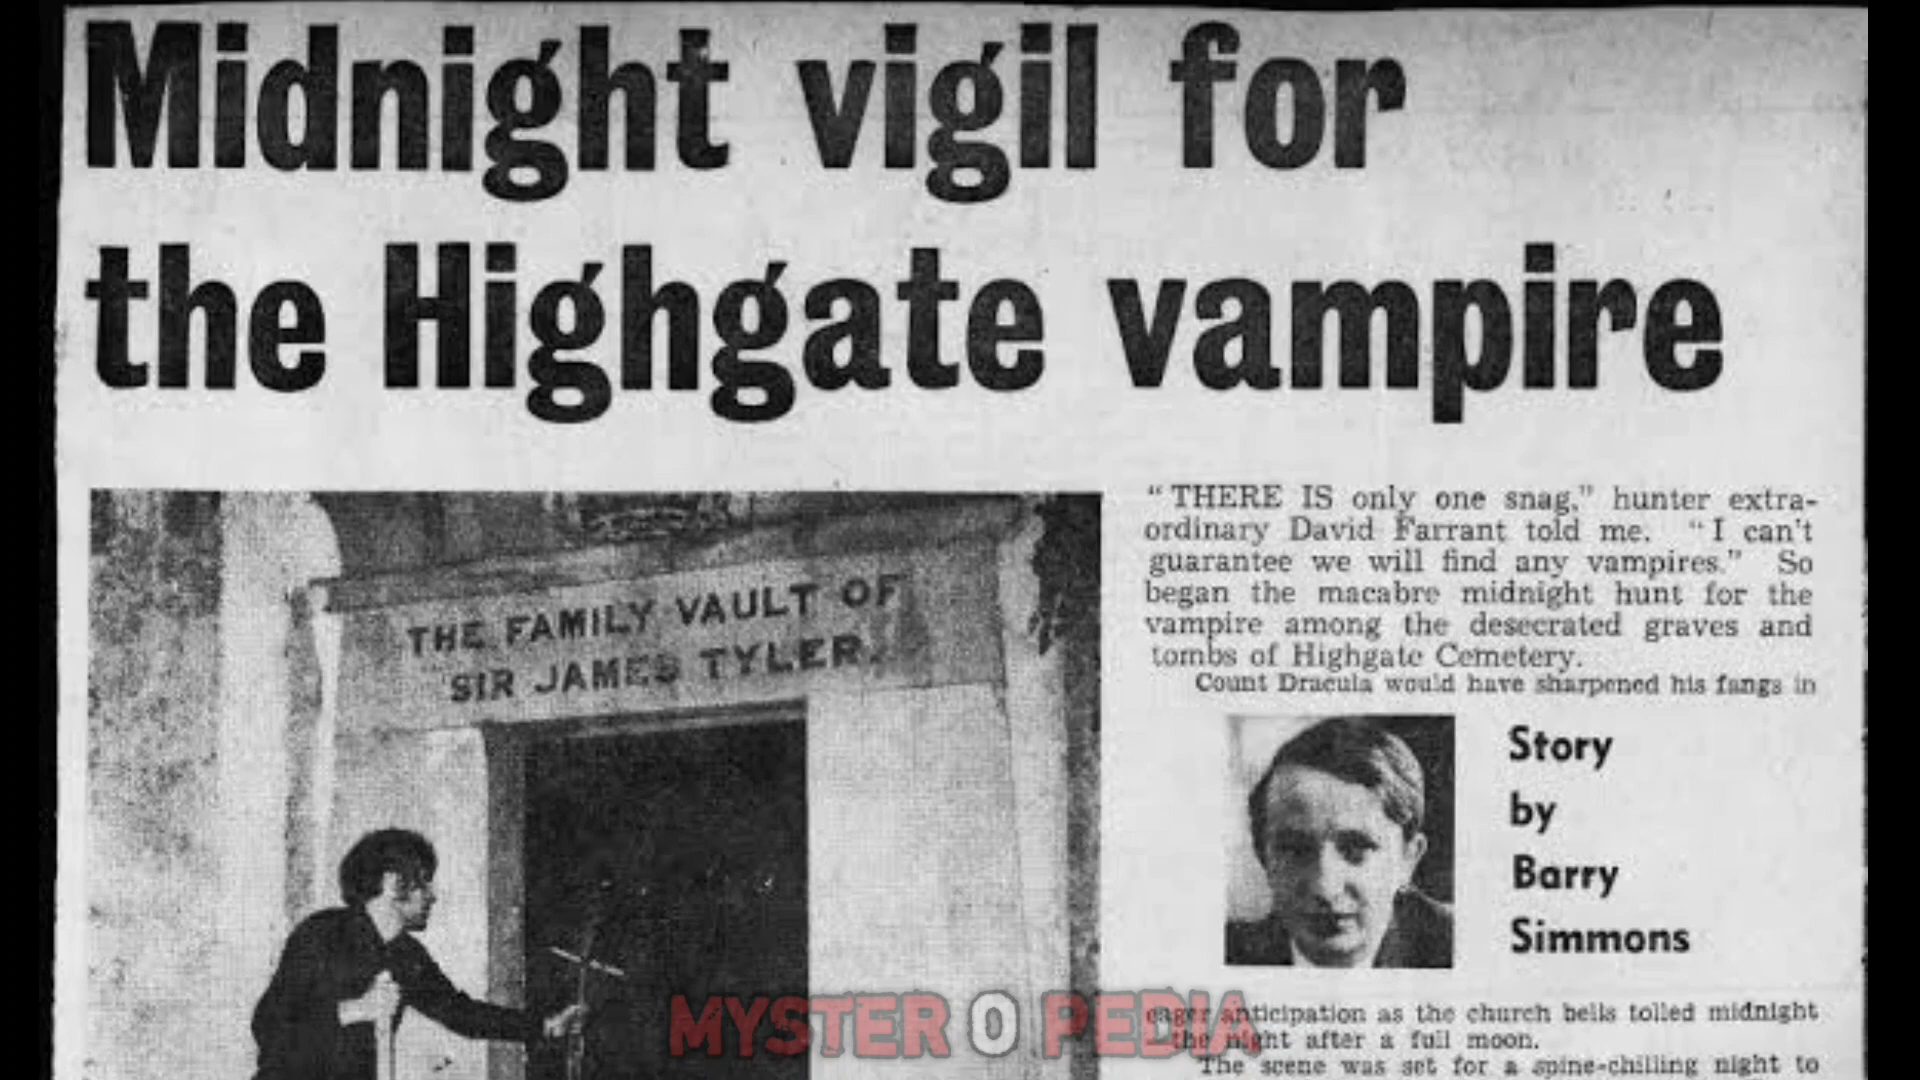 Midnight vigil for
the Highgate vampire
THE FAMILY VAULT OF
SIR JAMES TYLER.
“THERE IS only one snag,” hunter extra-
ordinary David Farrant told me. “I can't
guarantee we will find any vampires.” So
began the macabre midnight hunt for the
vampire among the desecrated graves and
tombs of Highgate Cemetery.
Count Dracula would have sharpened his fangs in
Story
by
Barry
Simmons
eager anticipation as the church bells tolled midnight
the night after a full moon.
The scene was set for a spine-chilling night to
MYSTER O PEDIA